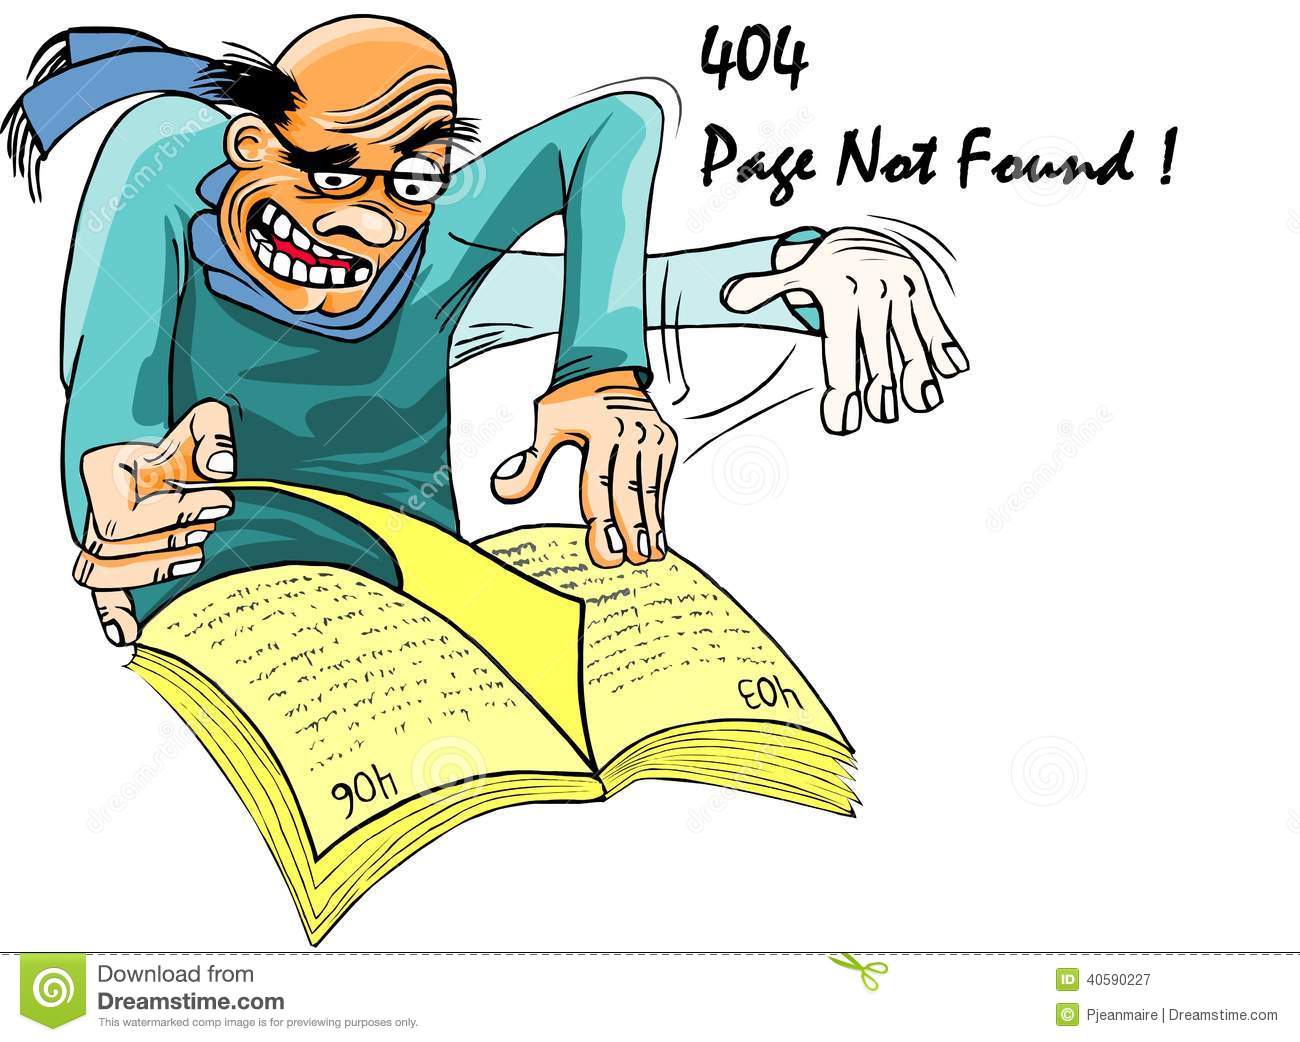 404
Page Not Found !
403
406
Download from
Dreamstime.com
This watermarked comp image is for previewing purposes only.
ID 40590227
© Pjeanmaire | Dreamstime.com